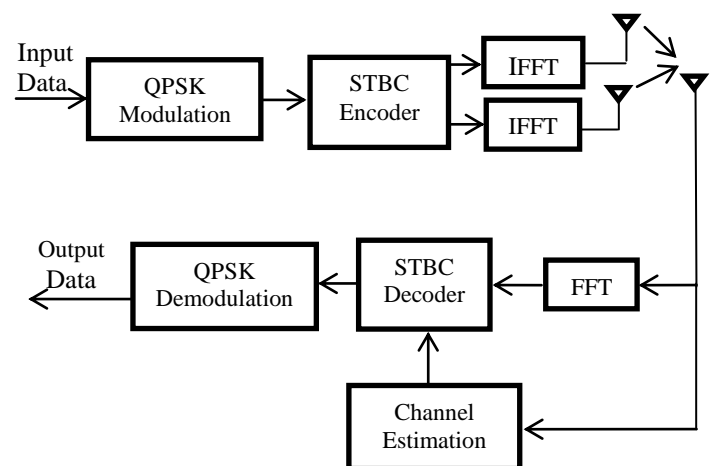 Input
Data
QPSK
Modulation
STBC
Encoder
IFFT
IFFT
Output
Data
QPSK
Demodulation
STBC
Decoder
FFT
Channel
Estimation